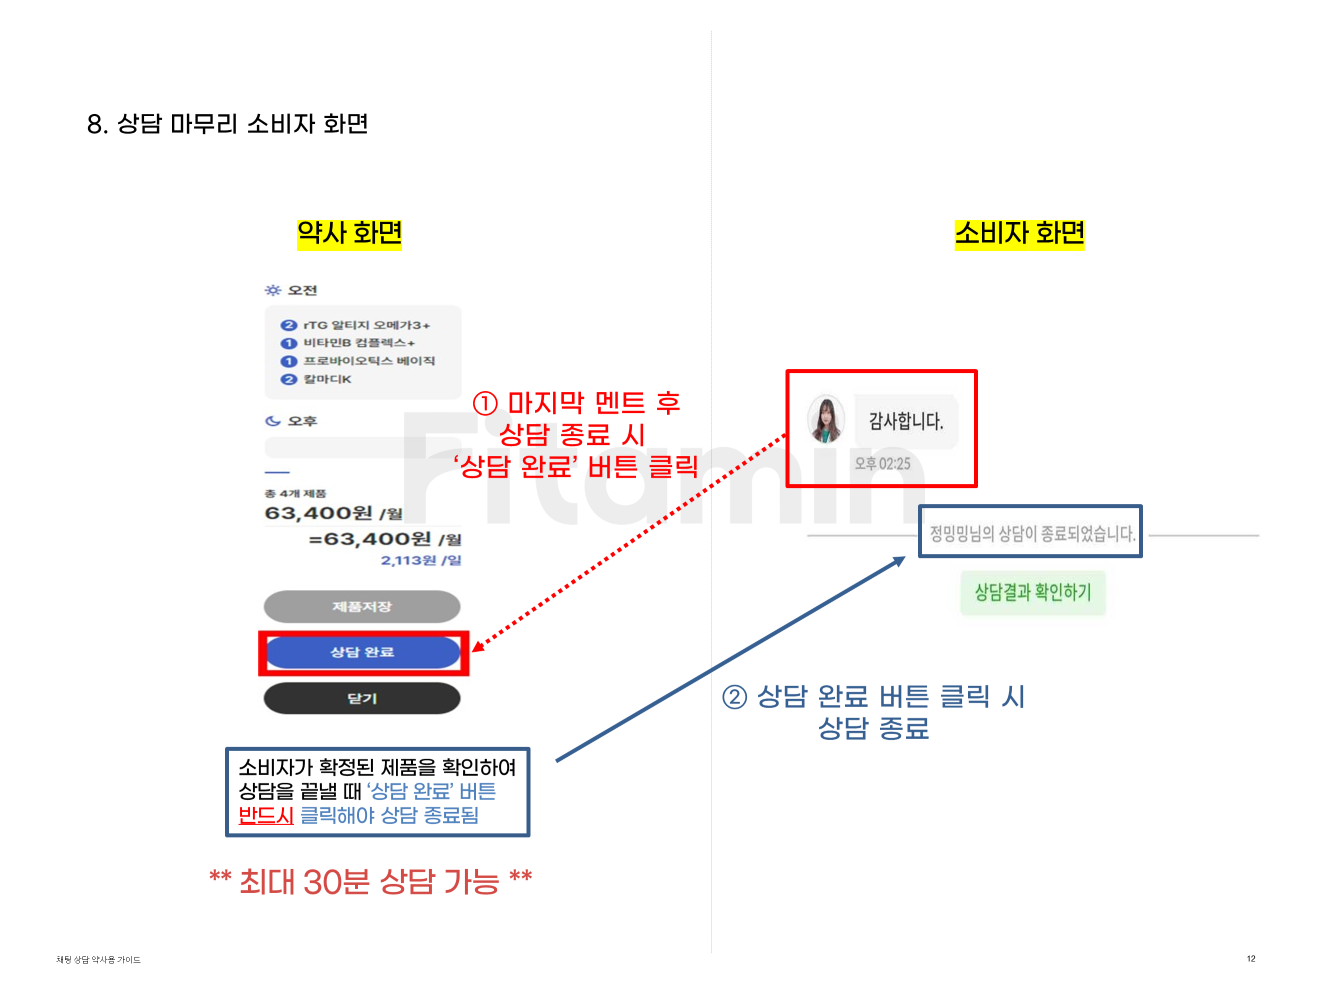 8. 상담 마무리 소비자 화면
약사 화면
오전
2 rTG 알티지 오메가3+
1 비타민B 컴플렉스+
1 프로바이오틱스 베이직
2 칼마디K
오후
총 4개 제품
63,400원 /월
=63,400원 /월
2,113원 /일
제품저장
상담 완료
닫기
① 마지막 멘트 후
상담 종료 시
‘상담 완료’ 버튼 클릭
소비자가 확정된 제품을 확인하여
상담을 끝낼 때 ‘상담 완료’ 버튼
반드시 클릭해야 상담 종료됨
** 최대 30분 상담 가능 **
Fitamin
소비자 화면
감사합니다.
오후 02:25
정밍밍님의 상담이 종료되었습니다.
상담결과 확인하기
② 상담 완료 버튼 클릭 시
상담 종료
채팅 상담 약사용 가이드
12